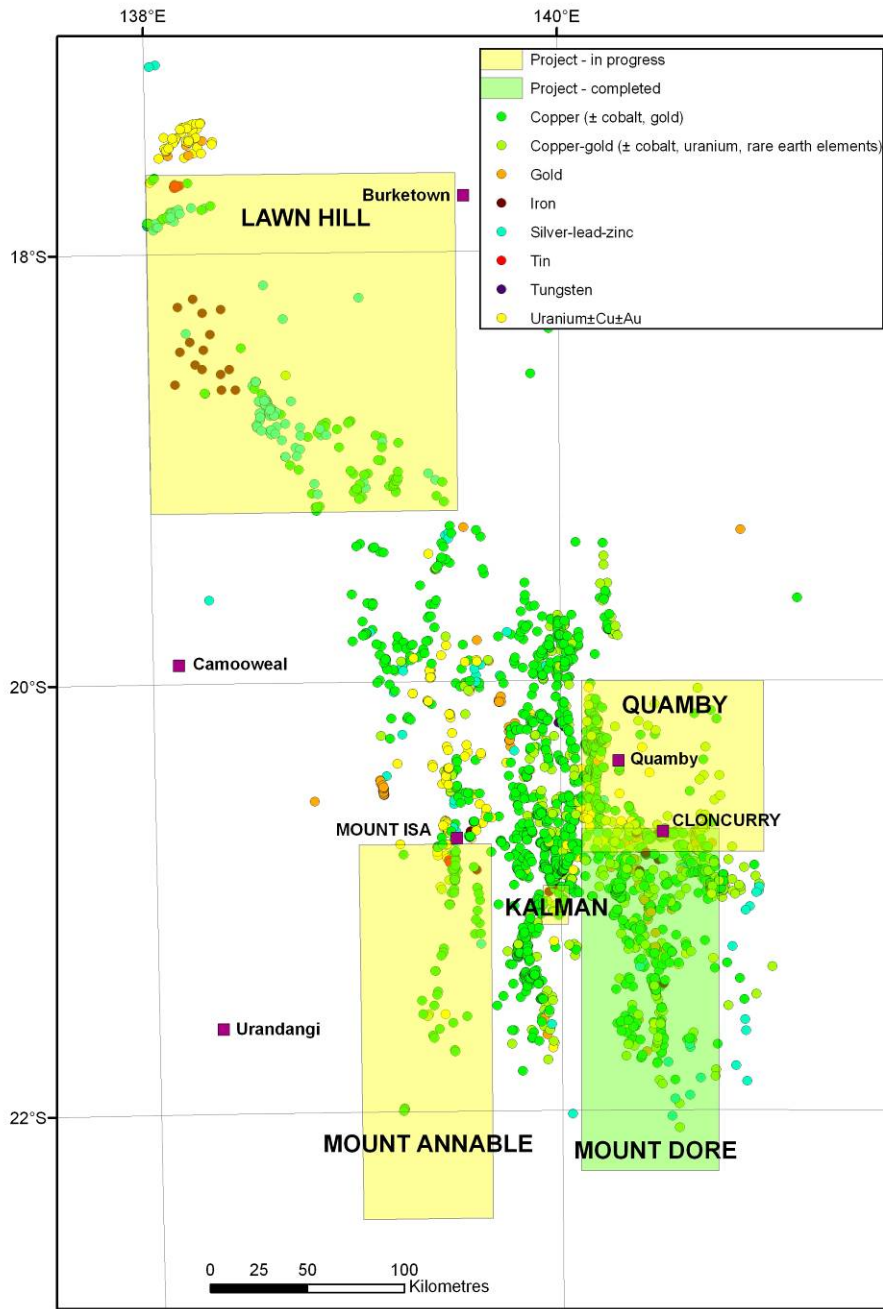 138°E
140°E
Project - in progress
Project - completed
Copper (± cobalt, gold)
Copper-gold (± cobalt, uranium, rare earth elements)
Gold
Iron
Silver-lead-zinc
Tin
Tungsten
Uranium±Cu±Au
Burketown
LAWN HILL
18°S
Camooweal
20°S
QUAMBY
Quamby
MOUNT ISA
CLONCURRY
KALMAN
Urandangi
22°S
MOUNT ANNABLE
MOUNT DORE
0 25 50 100
Kilometres